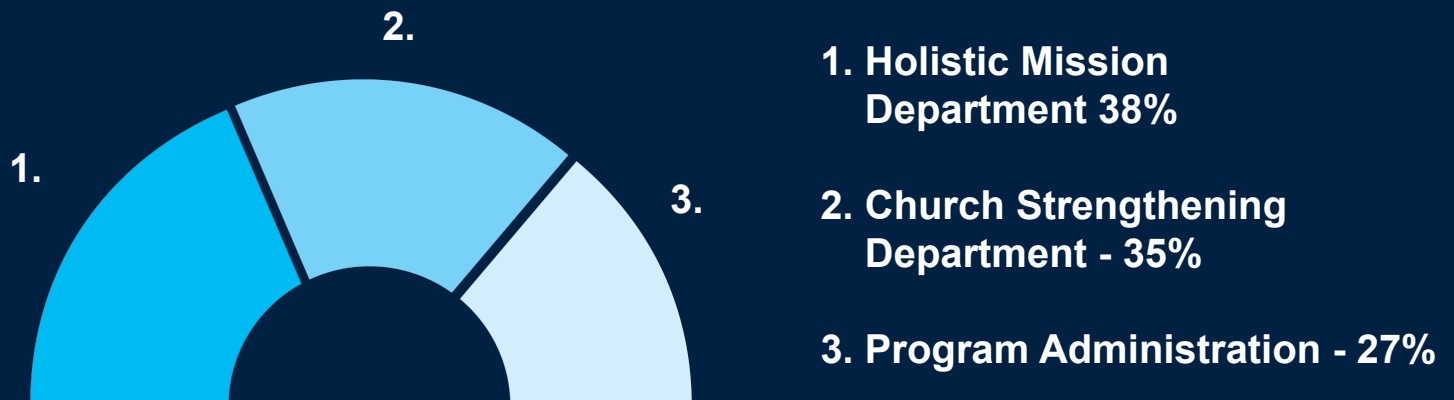 2.
1.
3.
1. Holistic Mission
Department 38%
2. Church Strengthening
Department - 35%
3. Program Administration - 27%